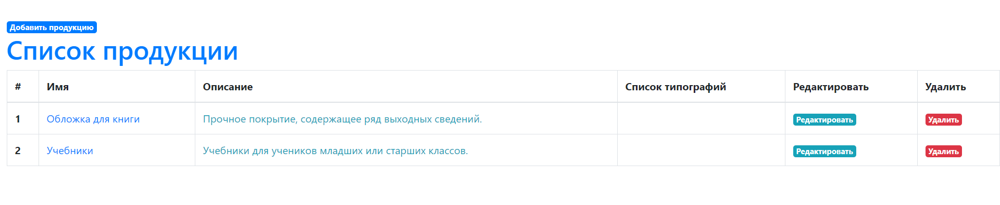 Добавить продукцию
Список продукции
# Имя Описание Список типографий Редактировать Удалить
1 Обложка для книги Прочное покрытие, содержащее ряд выходных сведений. Редактировать Удалить
2 Учебники Учебники для учеников младших или старших классов. Редактировать Удалить